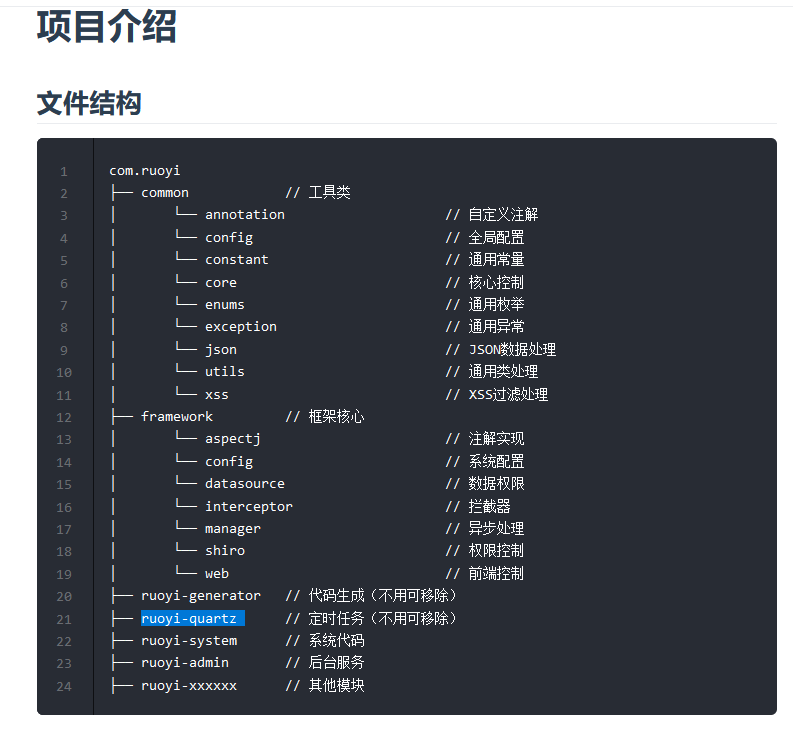 项目介绍
文件结构
1 com.ruoyi
2 ├── common // 工具类
3 │ └── annotation // 自定义注解
4 │ └── config // 全局配置
5 │ └── constant // 通用常量
6 │ └── core // 核心控制
7 │ └── enums // 通用枚举
8 │ └── exception // 通用异常
9 │ └── json // JSON数据处理
10 │ └── utils // 通用类处理
11 │ └── xss // XSS过滤处理
12 ├── framework // 框架核心
13 │ └── aspectj // 注解实现
14 │ └── config // 系统配置
15 │ └── datasource // 数据权限
16 │ └── interceptor // 拦截器
17 │ └── manager // 异步处理
18 │ └── shiro // 权限控制
19 │ └── web // 前端控制
20 ├── ruoyi-generator // 代码生成（不用可移除）
21 ├── ruoyi-quartz // 定时任务（不用可移除）
22 ├── ruoyi-system // 系统代码
23 ├── ruoyi-admin // 后台服务
24 ├── ruoyi-xxxxxx // 其他模块